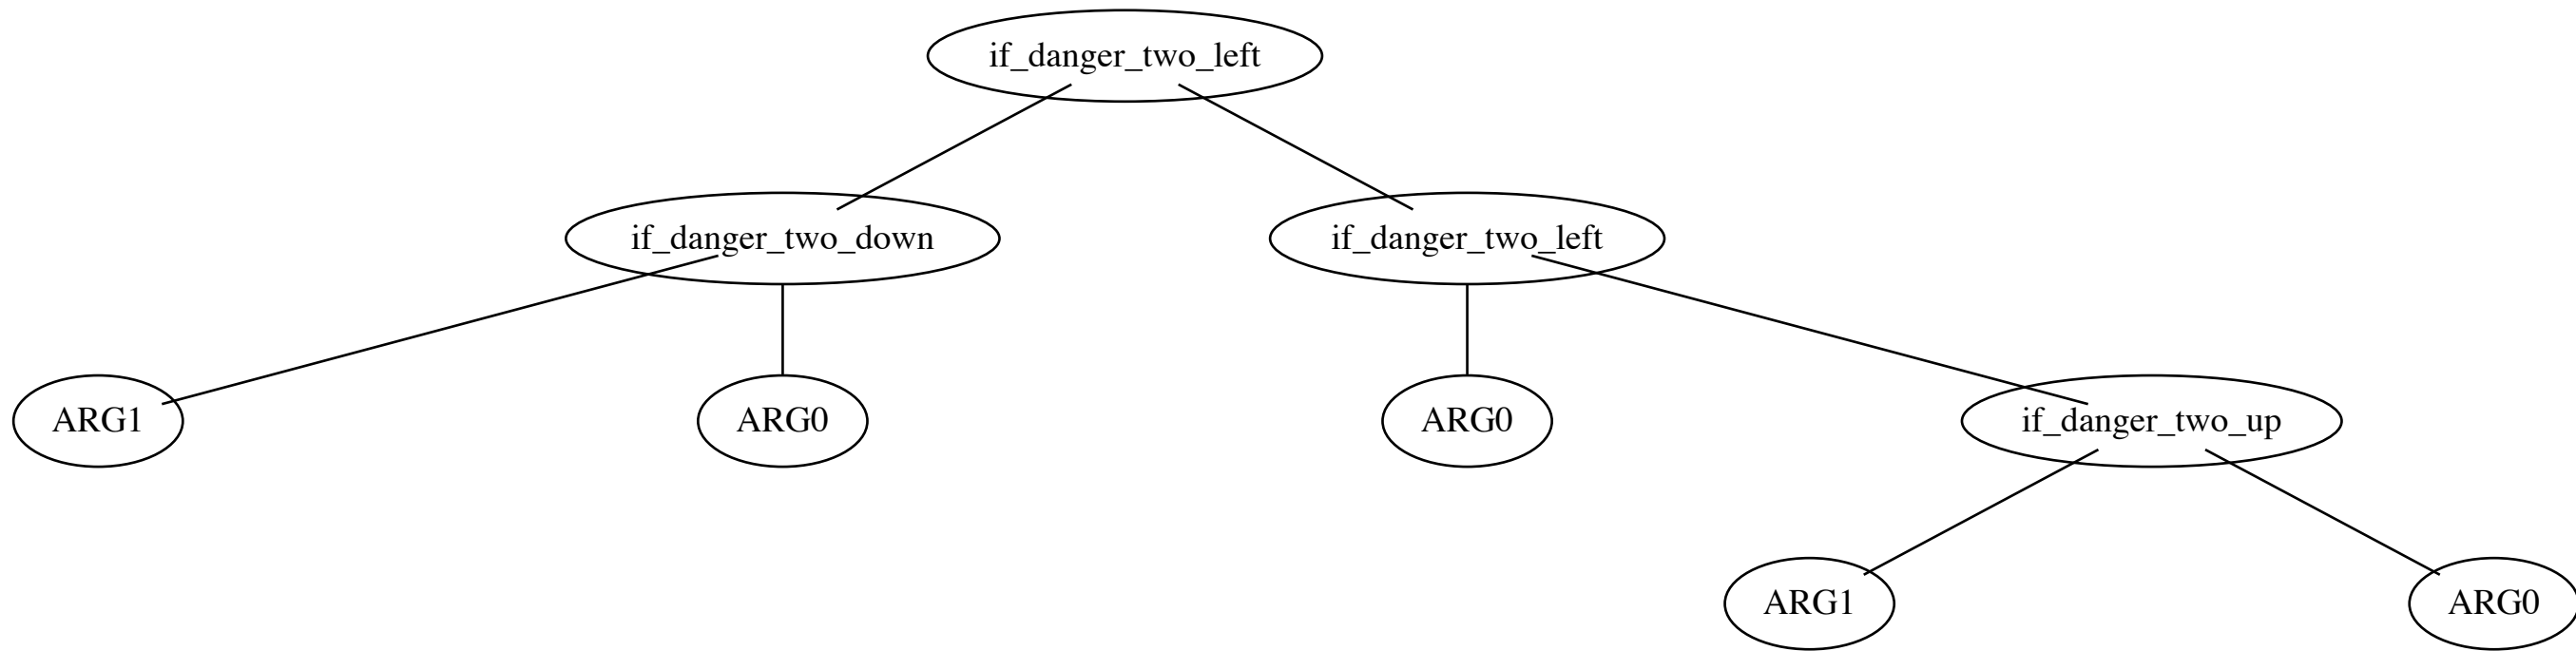 if_danger_two_left
if_danger_two_down
if_danger_two_left
ARG1
ARG0
ARG0
if_danger_two_up
ARG1
ARG0